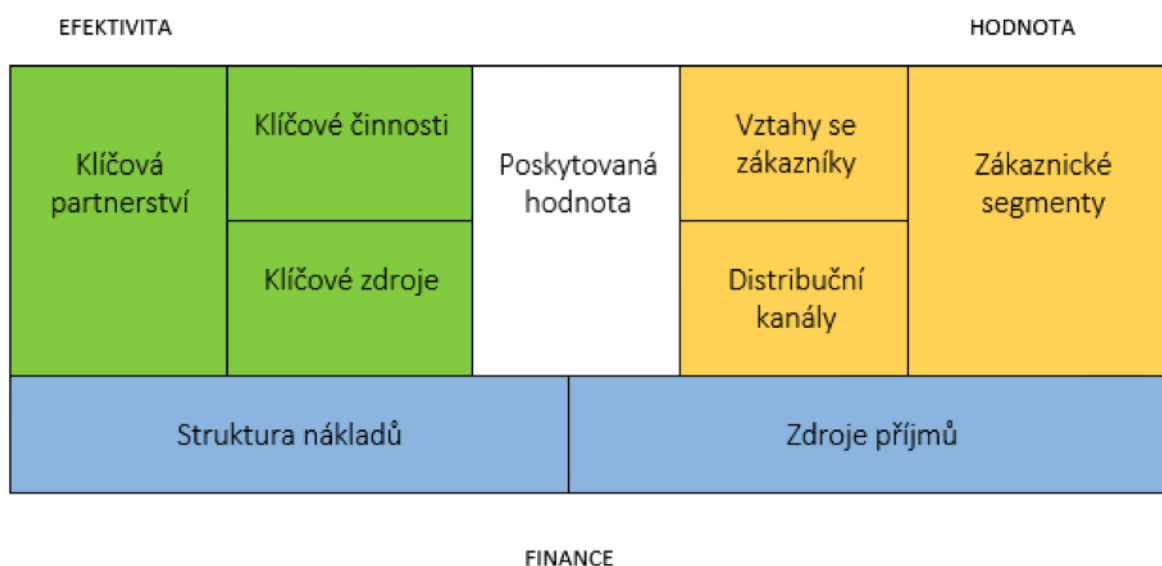 EFEKTIVITA
HODNOTA
Klíčová
partnerství
Klíčové činnosti
Klíčové zdroje
Poskytovaná
hodnota
Vztahy se
zákazníky
Distribuční
kanály
Zákaznické
segmenty
Struktura nákladů
Zdroje příjmů
FINANCE